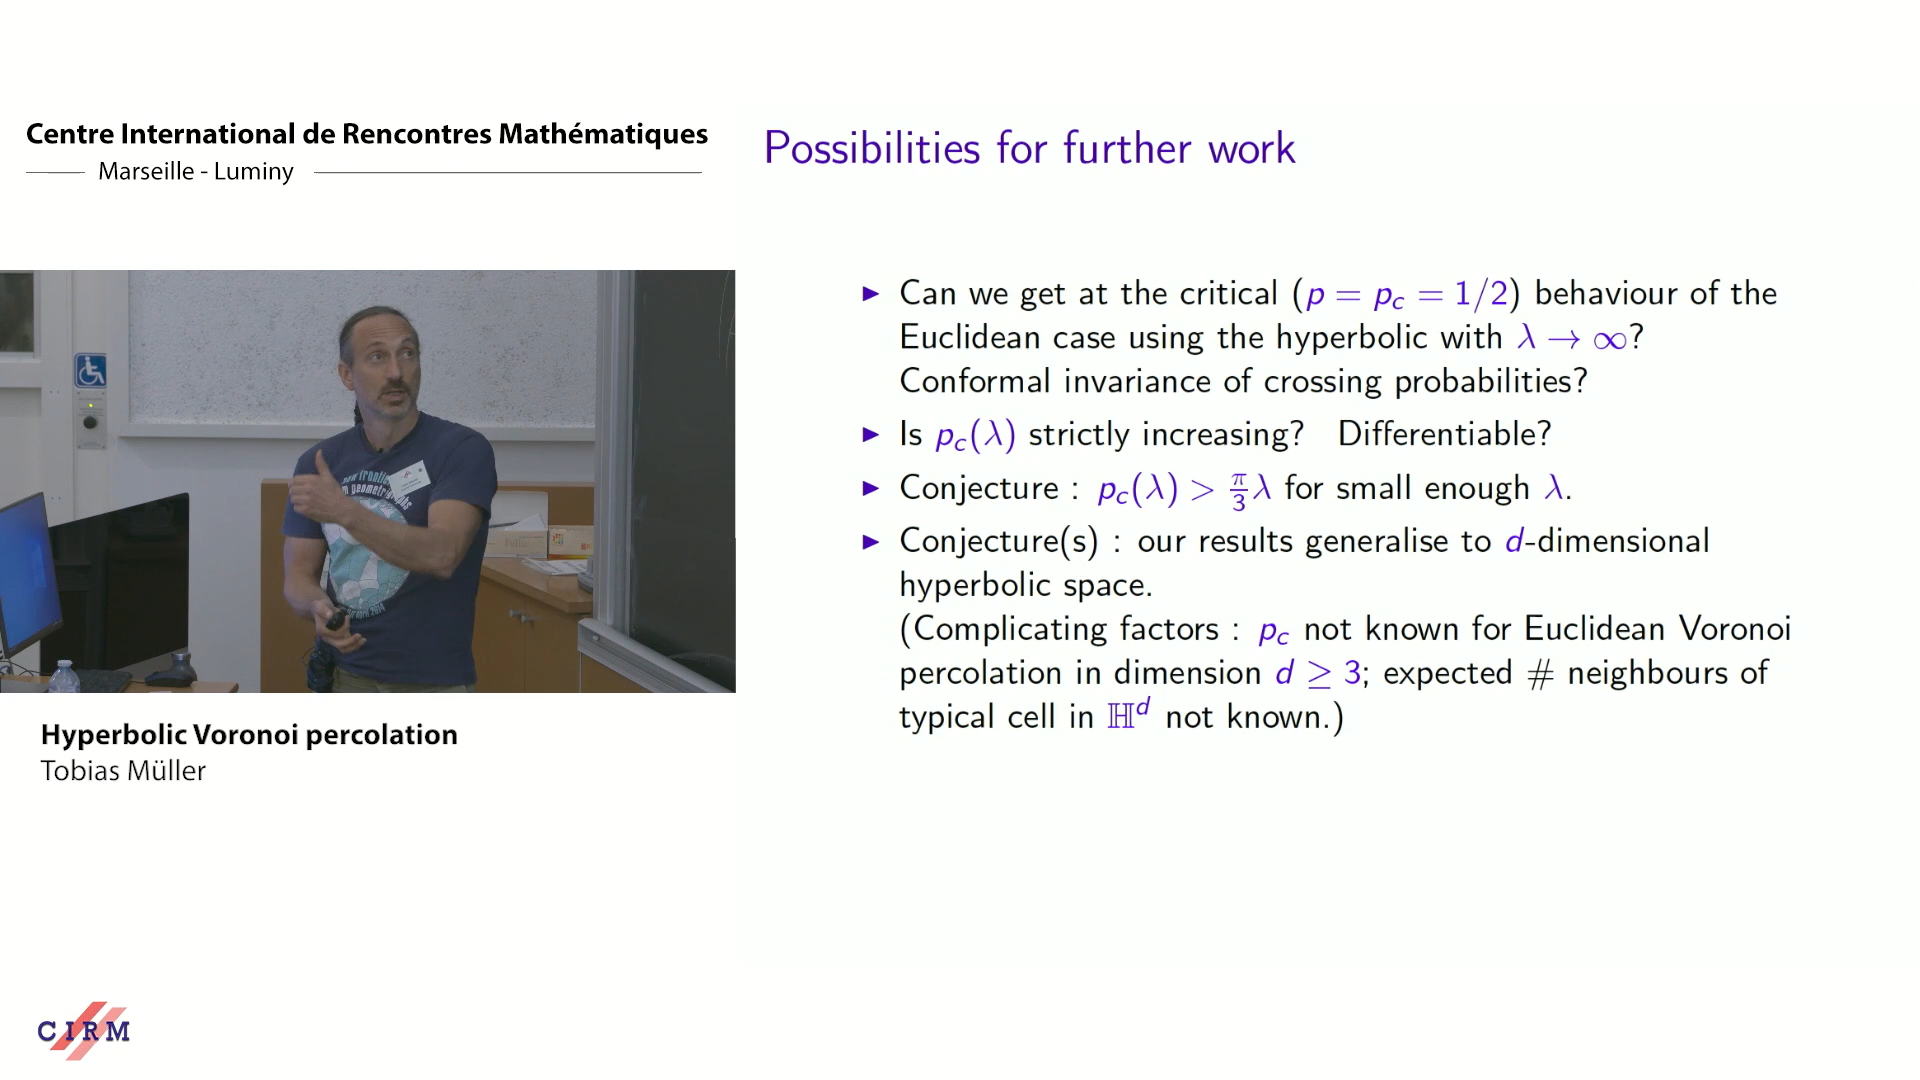 Centre International de Rencontres Mathématiques
Marseille - Luminy
Possibilities for further work
▶ Can we get at the critical (p = p_c = 1/2) behaviour of the
Euclidean case using the hyperbolic with λ → ∞?
Conformal invariance of crossing probabilities?
▶ Is p_c(λ) strictly increasing? Differentiable?
▶ Conjecture : p_c(λ) > π/3 λ for small enough λ.
▶ Conjecture(s) : our results generalise to d-dimensional
hyperbolic space.
(Complicating factors : p_c not known for Euclidean Voronoi
percolation in dimension d ≥ 3; expected # neighbours of
typical cell in ℍ^d not known.)
Hyperbolic Voronoi percolation
Tobias Müller
CIRM